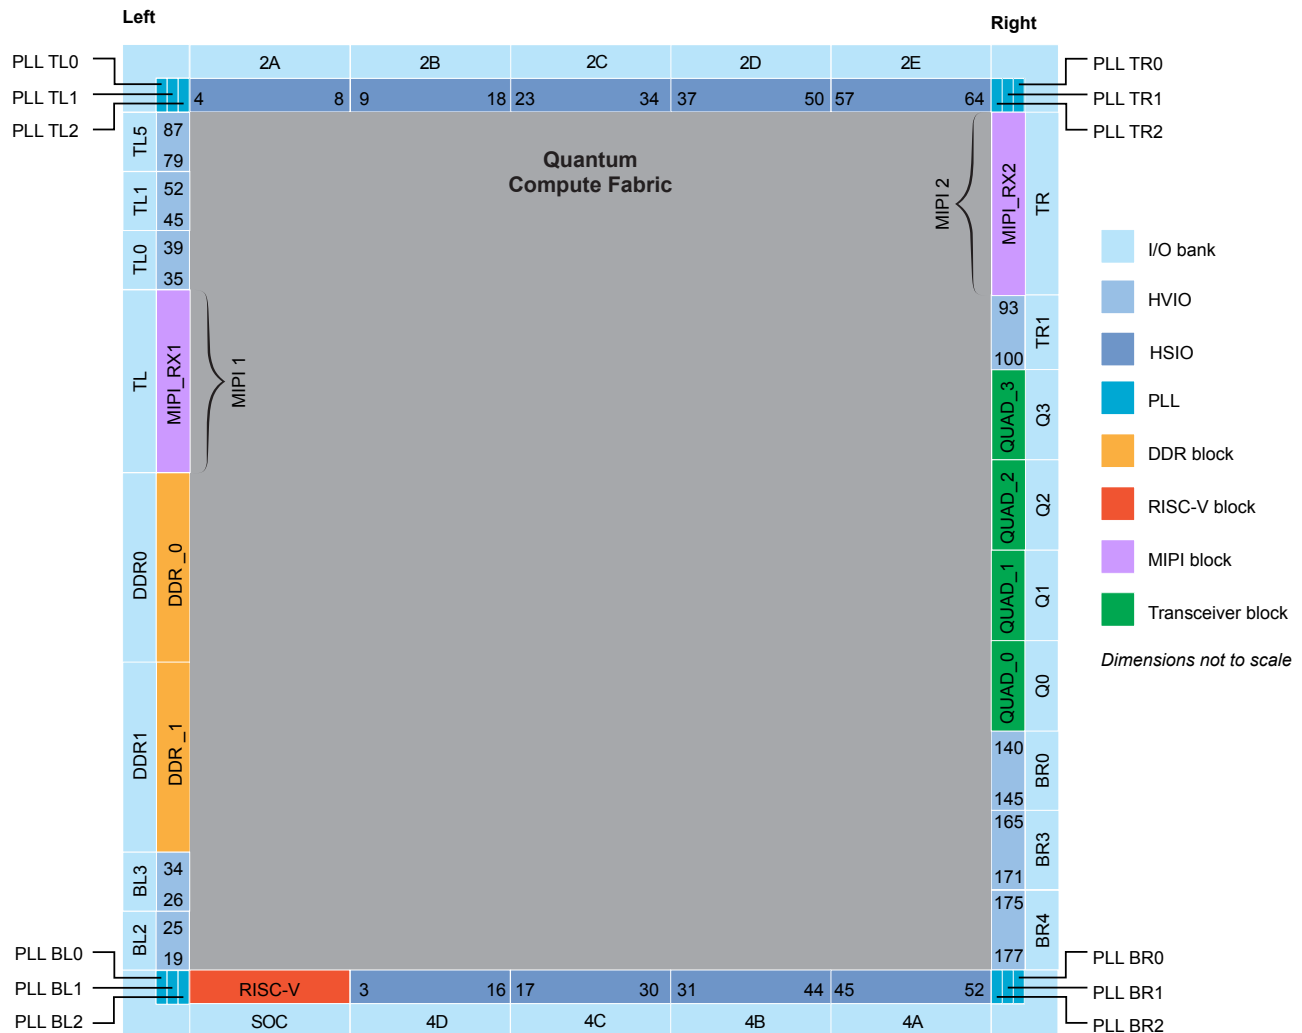 Left
Right
PLL TL0
PLL TL1
PLL TL2
2A
2B
2C
2D
2E
PLL TR0
PLL TR1
PLL TR2
4 8
9 18
23 34
37 50
57 64
TL5
87
79
TL1
52
45
TL0
39
35
TL
MIPI_RX1
MIPI 1
DDR0
DDR _0
DDR1
DDR _1
BL3
34
26
BL2
25
19
Quantum
Compute Fabric
MIPI 2
MIPI_RX2
TR
93
100
TR1
QUAD_3
Q3
QUAD_2
Q2
QUAD_1
Q1
QUAD_0
Q0
140
145
BR0
165
171
BR3
175
177
BR4
PLL BL0
PLL BL1
PLL BL2
RISC-V
3 16
17 30
31 44
45 52
SOC
4D
4C
4B
4A
PLL BR0
PLL BR1
PLL BR2
I/O bank
HVIO
HSIO
PLL
DDR block
RISC-V block
MIPI block
Transceiver block
Dimensions not to scale